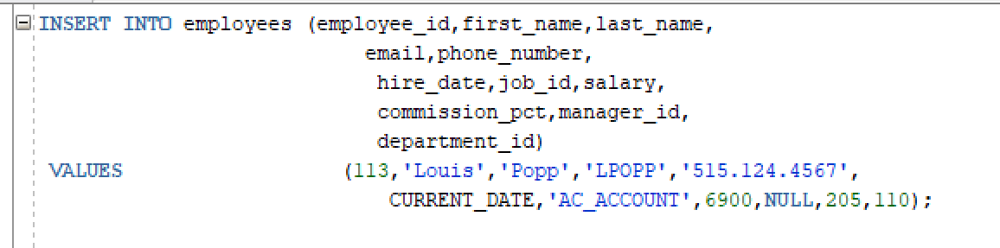 INSERT INTO employees (employee_id,first_name,last_name,
email,phone_number,
hire_date,job_id,salary,
commission_pct,manager_id,
department_id)
VALUES (113,'Louis','Popp','LPOPP','515.124.4567',
CURRENT_DATE,'AC_ACCOUNT',6900,NULL,205,110);